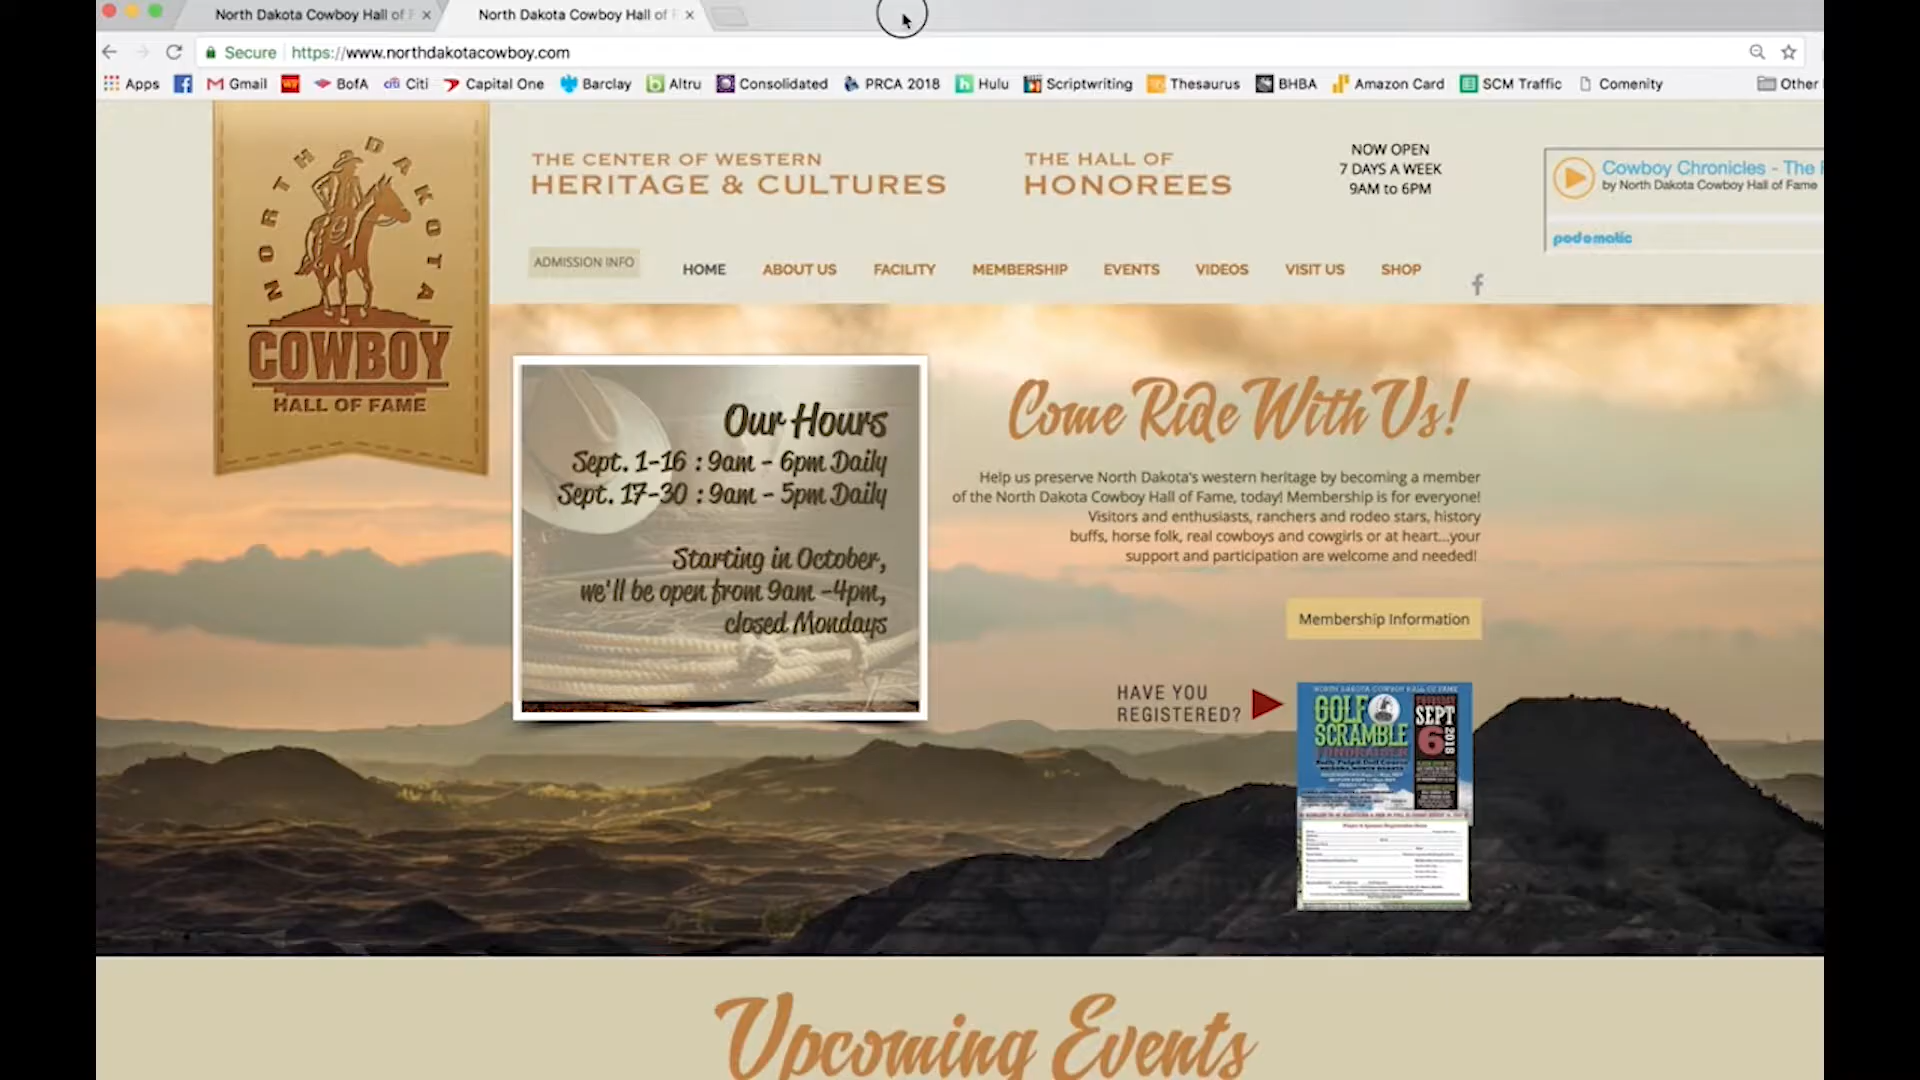 North Dakota Cowboy Hall of
North Dakota Cowboy Hall of
Secure https://www.northdakotacowboy.com
Apps Gmail BofA citi Citi Capital One Barclay Altru Consolidated PRCA 2018 Hulu Scriptwriting Thesaurus BHBA Amazon Card SCM Traffic Comenity Other
NORTH DAKOTA
COWBOY
HALL OF FAME
THE CENTER OF WESTERN
HERITAGE & CULTURES
THE HALL OF
HONOREES
NOW OPEN
7 DAYS A WEEK
9AM to 6PM
Cowboy Chronicles - The
by North Dakota Cowboy Hall of Fame
podomatic
ADMISSION INFO
HOME ABOUT US FACILITY MEMBERSHIP EVENTS VIDEOS VISIT US SHOP
Our Hours
Sept. 1-16 : 9am - 6pm Daily
Sept. 17-30 : 9am - 5pm Daily
Starting in October,
we'll be open from 9am -4pm,
closed Mondays
Come Ride With Us!
Help us preserve North Dakota's western heritage by becoming a member
of the North Dakota Cowboy Hall of Fame, today! Membership is for everyone!
Visitors and enthusiasts, ranchers and rodeo stars, history
buffs, horse folk, real cowboys and cowgirls or at heart...your
support and participation are welcome and needed!
Membership Information
HAVE YOU
REGISTERED?
NORTH DAKOTA COWBOY HALL OF FAME
GOLF
SCRAMBLE
FUNDRAISER
SEPT
6
2018
Upcoming Events